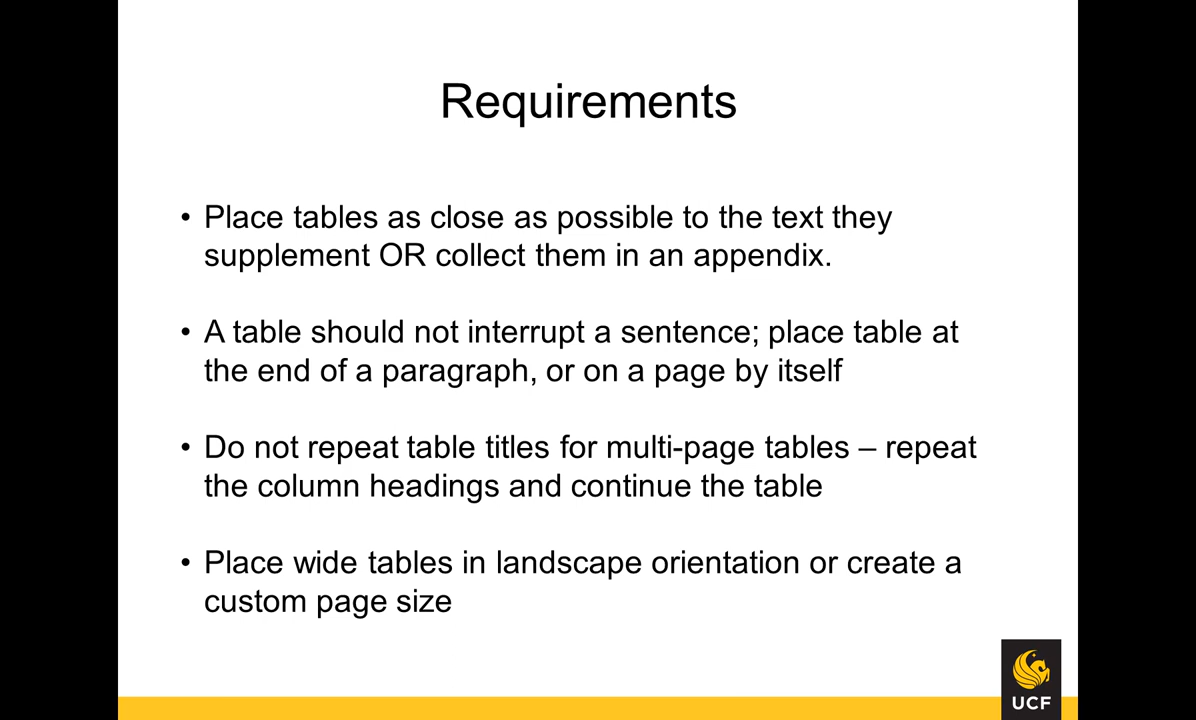 Requirements
• Place tables as close as possible to the text they
supplement OR collect them in an appendix.
• A table should not interrupt a sentence; place table at
the end of a paragraph, or on a page by itself
• Do not repeat table titles for multi-page tables – repeat
the column headings and continue the table
• Place wide tables in landscape orientation or create a
custom page size
UCF